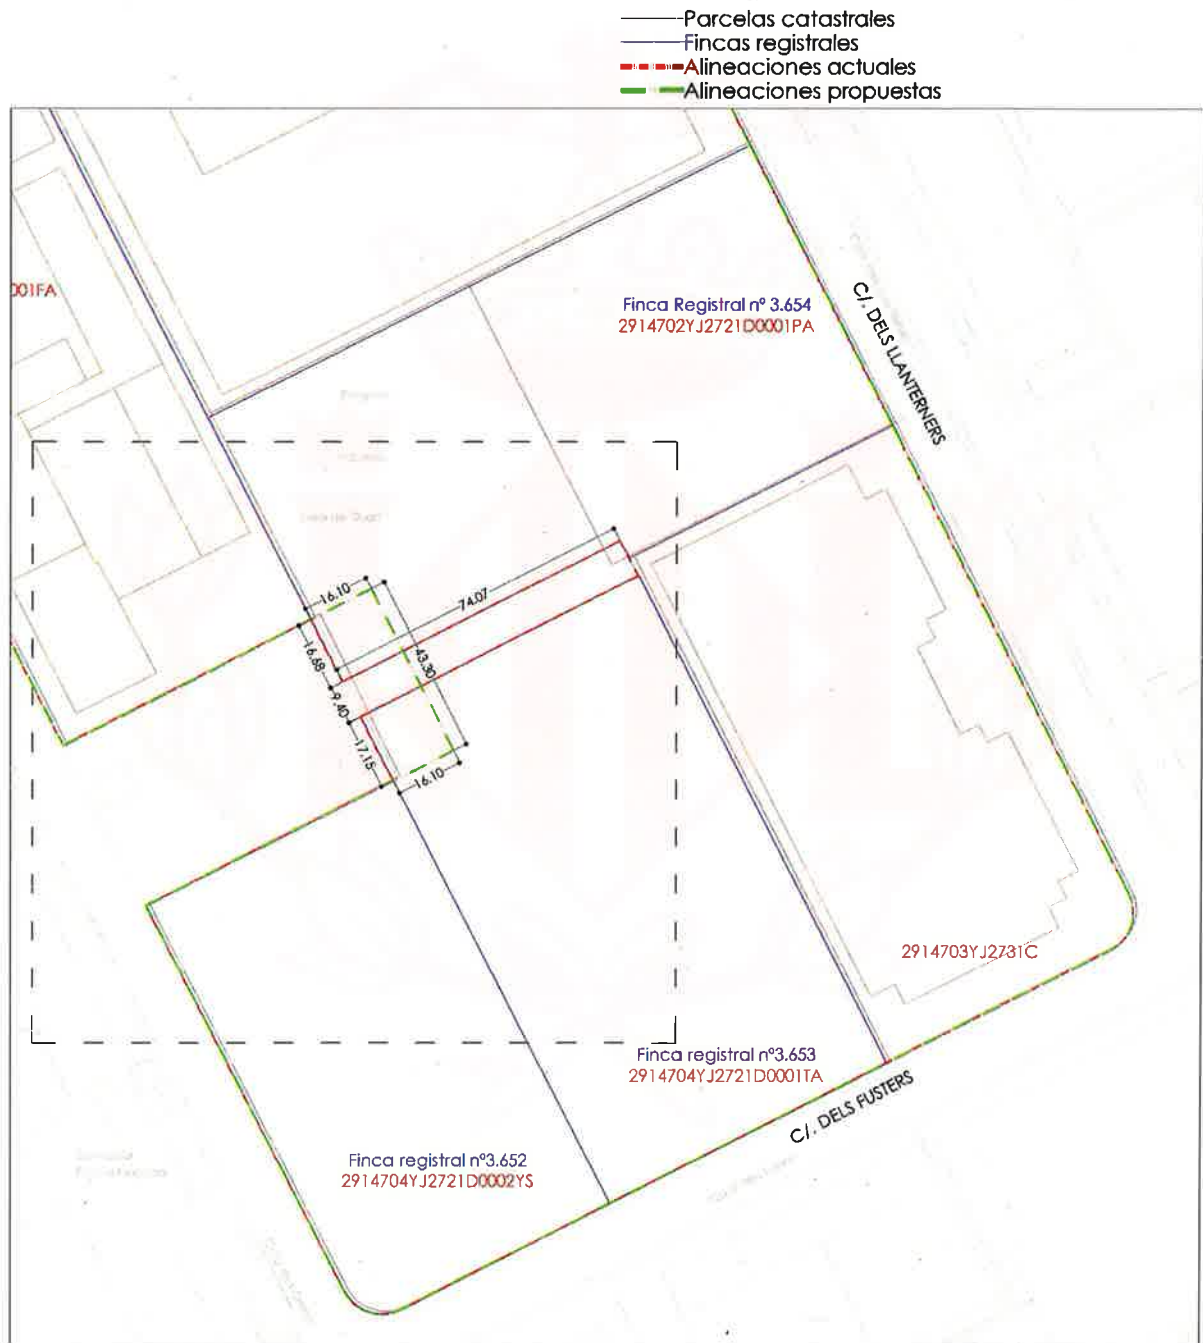 Parcelas catastrales
Fincas registrales
Alineaciones actuales
Alineaciones propuestas
001FA
Finca Registral nº 3.654
2914702YJ2721D0001PA
C/. DELS LLANTERNERS
16.10
74.07
16.68
43.30
9.40
17.15
16.10
2914703YJ2731C
Finca registral nº3.653
2914704YJ2721D0001TA
C/. DELS FUSTERS
Finca registral nº3.652
2914704YJ2721D0002YS